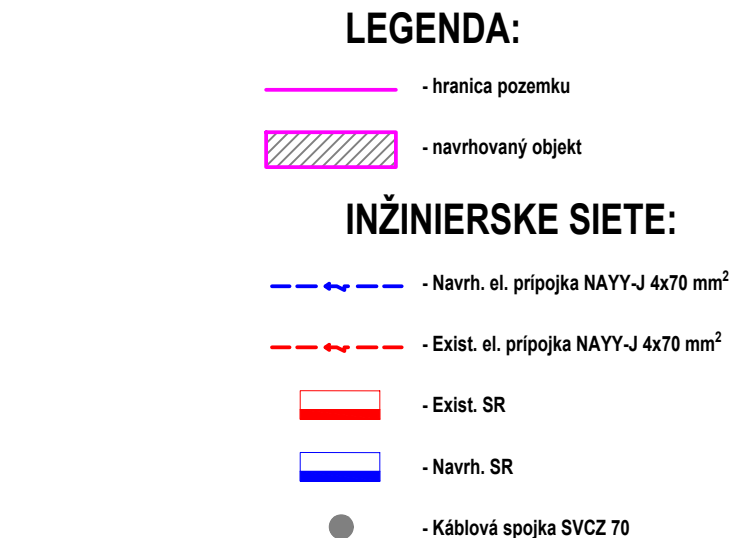 LEGENDA:
- hranica pozemku
- navrhovaný objekt
INŽINIERSKE SIETE:
- Navrh. el. prípojka NAYY-J 4x70 mm²
- Exist. el. prípojka NAYY-J 4x70 mm²
- Exist. SR
- Navrh. SR
- Káblová spojka SVCZ 70